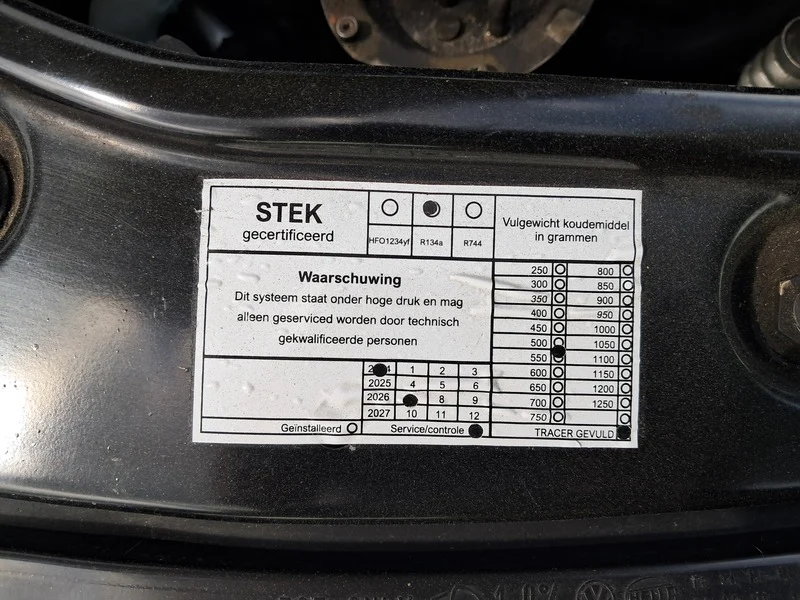 STEK
gecertificeerd
HFO1234yf R134a R744
Vulgewicht koudemiddel
in grammen
Waarschuwing
Dit systeem staat onder hoge druk en mag
alleen geserviced worden door technisch
gekwalificeerde personen
250 800
300 850
350 900
400 950
450 1000
500 1050
550 1100
600 1150
650 1200
700 1250
750
1 2 3
2025 4 5 6
2026 8 9
2027 10 11 12
Geïnstalleerd Service/controle TRACER GEVULD